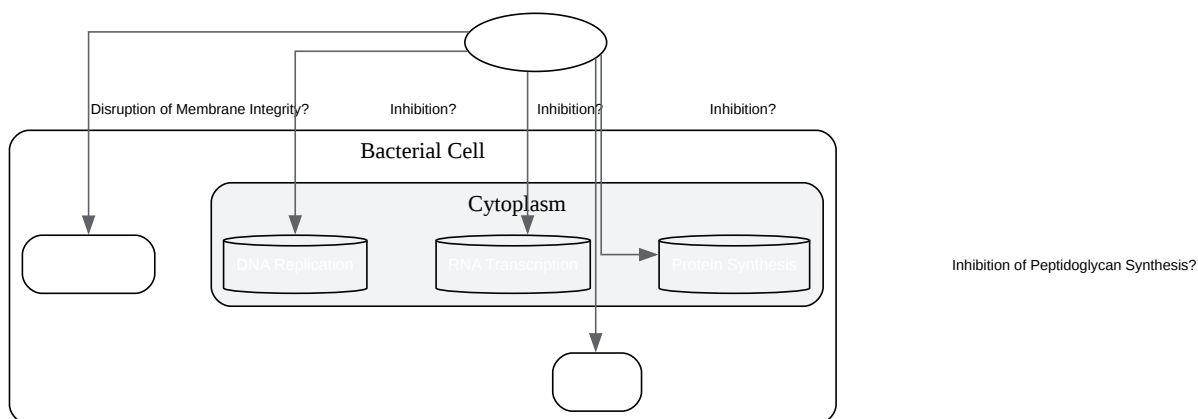 Disruption of Membrane Integrity?
Inhibition?
Inhibition?
Inhibition?
Bacterial Cell
Cytoplasm
DNA Replication
RNA Transcription
Protein Synthesis
Inhibition of Peptidoglycan Synthesis?